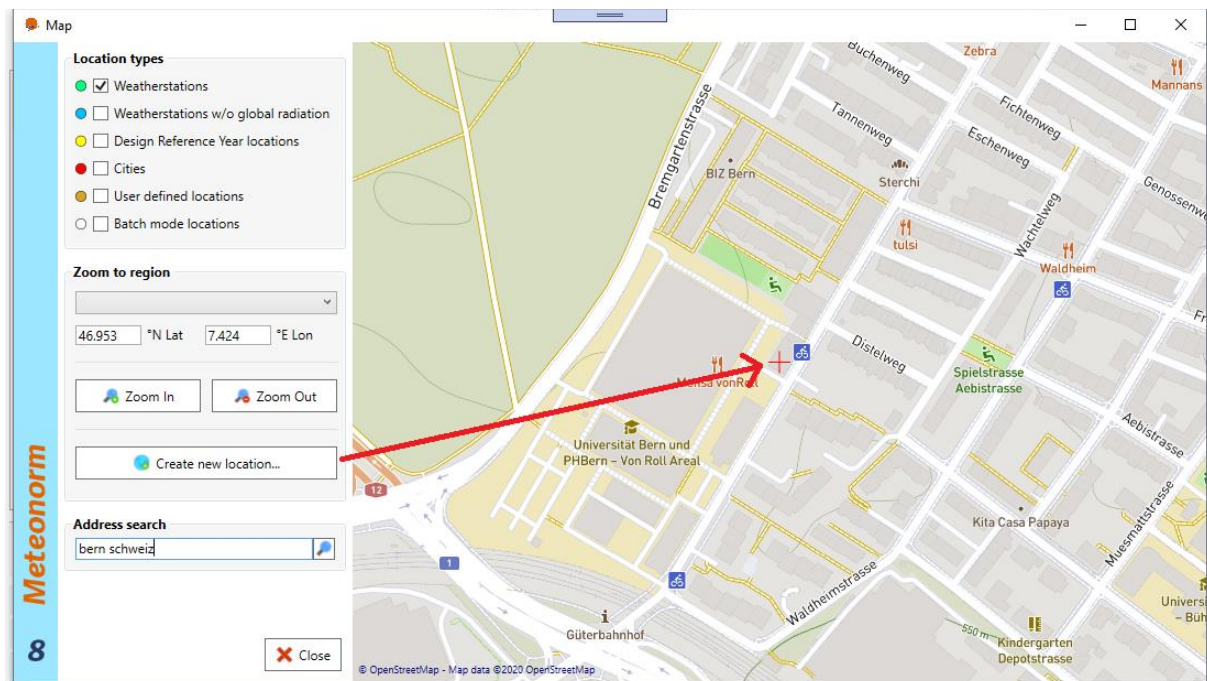 Map
Location types
Weatherstations
Weatherstations w/o global radiation
Design Reference Year locations
Cities
User defined locations
Batch mode locations
Zoom to region
46.953 °N Lat 7.424 °E Lon
Zoom In Zoom Out
Create new location...
Address search
bern schweiz
Close
Meteonorm
8
Buchenweg
Zebra
Mannans
Bremgartenstrasse
Tannenweg
Fichtenweg
Eschenweg
BIZ Bern
Sterchi
Genossenw
Wachtelweg
tulsi
Waldheim
Fr
Distelweg
Mensa vonRoll
Spielstrasse
Aebistrasse
Aebistrasse
Universität Bern und
PHBern – Von Roll Areal
12
Kita Casa Papaya
Muesmattstrasse
1
Waldheimstrasse
Universi
– Büh
Güterbahnhof
550 m
Kindergarten
Depotstrasse
© OpenStreetMap - Map data ©2020 OpenStreetMap